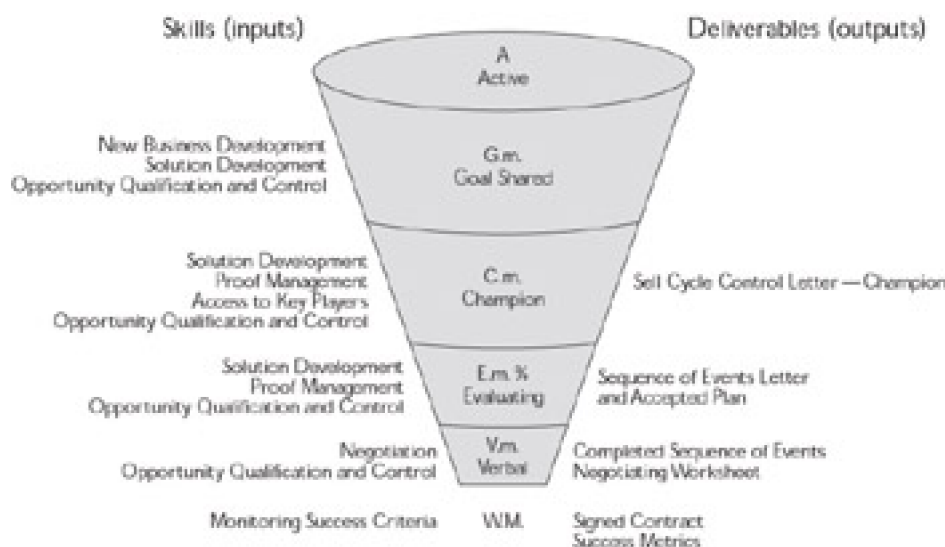 Skills (inputs)
Deliverables (outputs)
A
Active
New Business Development
Solution Development
Opportunity Qualification and Control
G.m.
Goal Shared
Solution Development
Proof Management
Access to Key Players
Opportunity Qualification and Control
C.m.
Champion
Sell Cycle Control Letter — Champion
Solution Development
Proof Management
Opportunity Qualification and Control
E.m. %
Evaluating
Sequence of Events Letter
and Accepted Plan
Negotiation
Opportunity Qualification and Control
V.m.
Verbal
Completed Sequence of Events
Negotiating Worksheet
Monitoring Success Criteria
W.M.
Signed Contract
Success Metrics